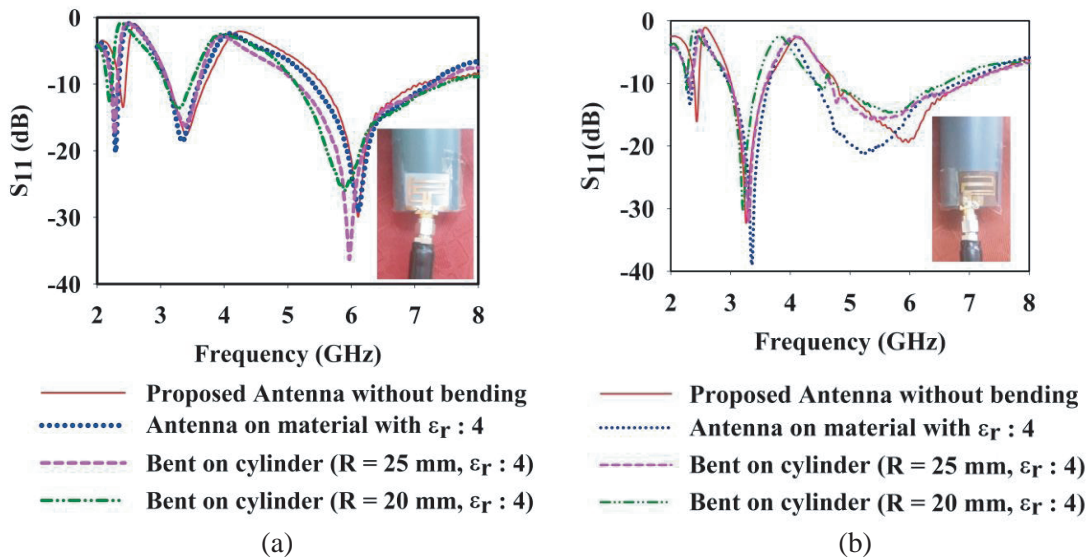 0
-10
-20
-30
-40
S11 (dB)
2 3 4 5 6 7 8
Frequency (GHz)
Proposed Antenna without bending
Antenna on material with εr : 4
Bent on cylinder (R = 25 mm, εr : 4)
Bent on cylinder (R = 20 mm, εr : 4)
(a)
0
-10
-20
-30
-40
S11(dB)
2 3 4 5 6 7 8
Frequency (GHz)
Proposed Antenna without bending
Antenna on material with εr : 4
Bent on cylinder (R = 25 mm, εr : 4)
Bent on cylinder (R = 20 mm, εr : 4)
(b)